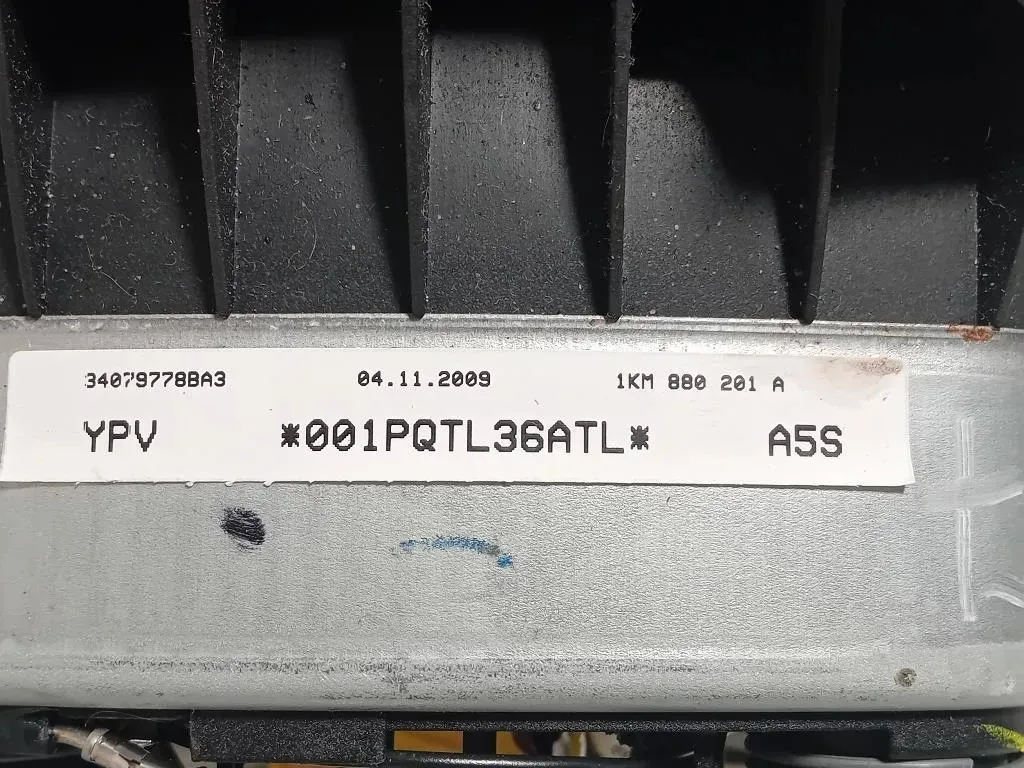 34079778BA3 04.11.2009 1KM 880 201 A
YPV *001PQTL36ATL* A5S